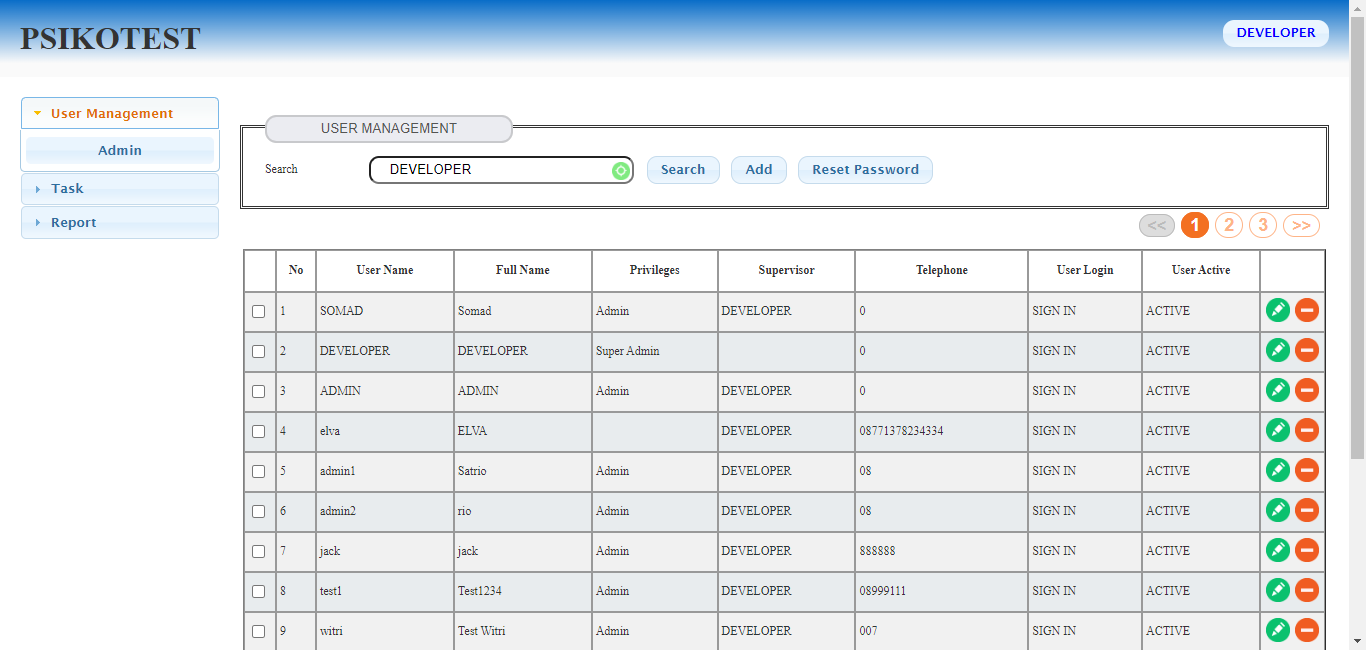 PSIKOTEST
DEVELOPER
User Management
Admin
Task
Report
USER MANAGEMENT
Search DEVELOPER Search Add Reset Password
<< 1 2 3 >>
No User Name Full Name Privileges Supervisor Telephone User Login User Active
1 SOMAD Somad Admin DEVELOPER 0 SIGN IN ACTIVE
2 DEVELOPER DEVELOPER Super Admin 0 SIGN IN ACTIVE
3 ADMIN ADMIN Admin DEVELOPER 0 SIGN IN ACTIVE
4 elva ELVA DEVELOPER 08771378234334 SIGN IN ACTIVE
5 admin1 Satrio Admin DEVELOPER 08 SIGN IN ACTIVE
6 admin2 rio Admin DEVELOPER 08 SIGN IN ACTIVE
7 jack jack Admin DEVELOPER 888888 SIGN IN ACTIVE
8 test1 Test1234 Admin DEVELOPER 08999111 SIGN IN ACTIVE
9 witri Test Witri Admin DEVELOPER 007 SIGN IN ACTIVE